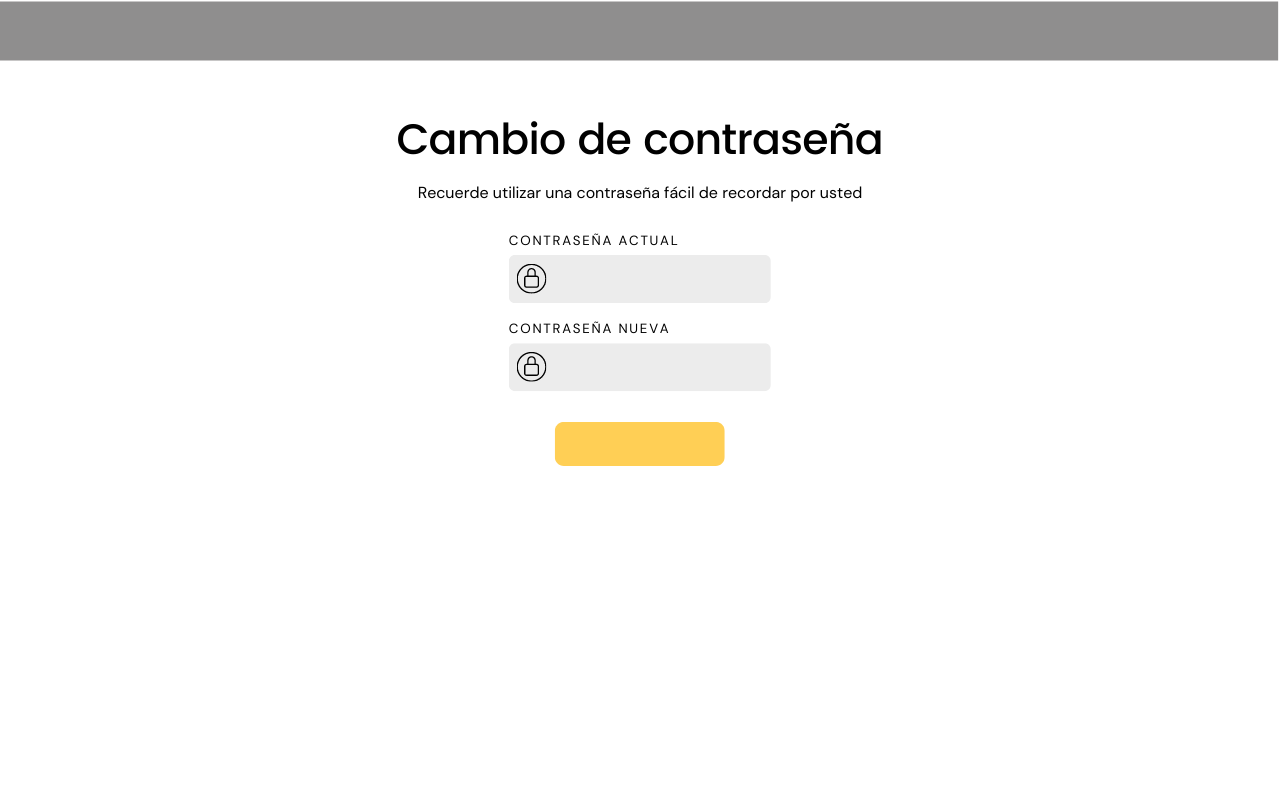 Cambio de contraseña
Recuerde utilizar una contraseña fácil de recordar por usted
CONTRASEÑA ACTUAL
CONTRASEÑA NUEVA